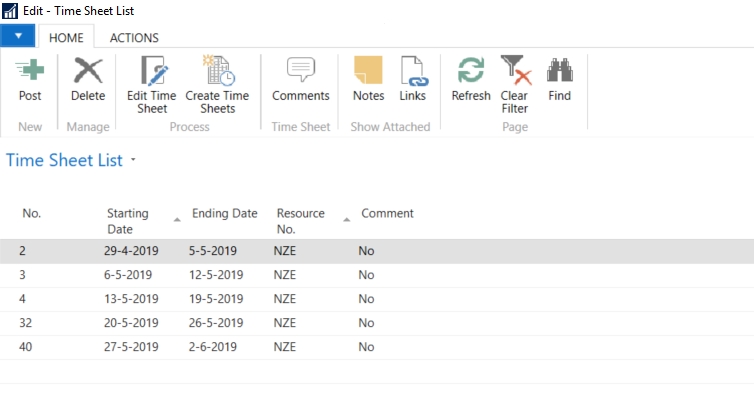 Edit - Time Sheet List
HOME ACTIONS
Post Delete Edit Time Sheet Create Time Sheets Comments Notes Links Refresh Clear Filter Find
New Manage Process Time Sheet Show Attached Page
Time Sheet List
No. Starting Date Ending Date Resource No. Comment
2 29-4-2019 5-5-2019 NZE No
3 6-5-2019 12-5-2019 NZE No
4 13-5-2019 19-5-2019 NZE No
32 20-5-2019 26-5-2019 NZE No
40 27-5-2019 2-6-2019 NZE No